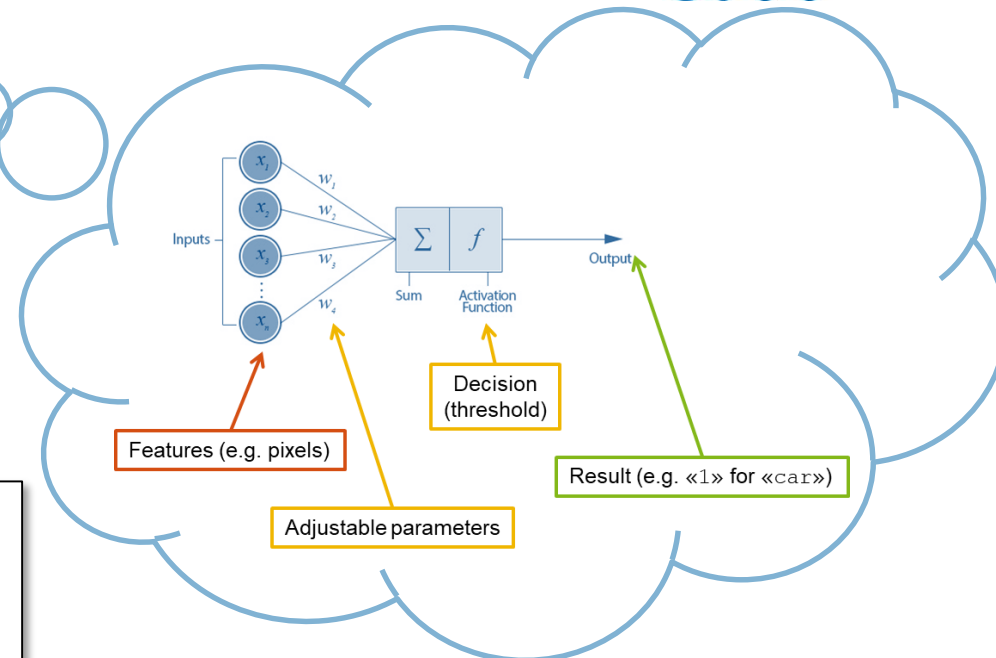 x₁
w₁
x₂
w₂
Inputs
x₃
w₃
∑
f
Output
xₙ
w₄
Sum
Activation
Function
Decision
(threshold)
Features (e.g. pixels)
Result (e.g. «1» for «car»)
Adjustable parameters